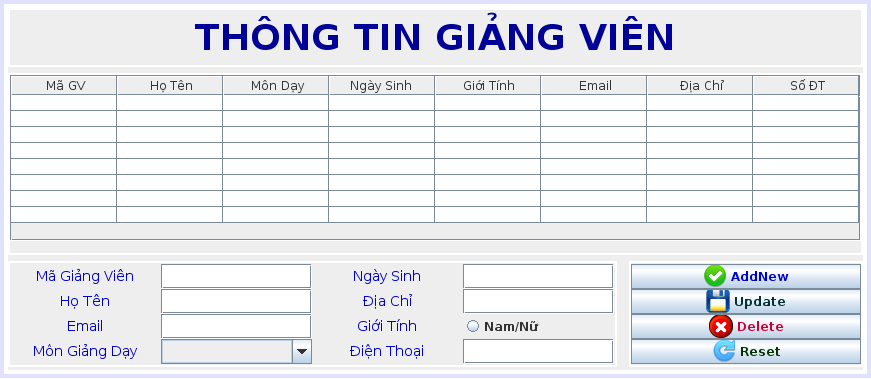 THÔNG TIN GIẢNG VIÊN
Mã GV Họ Tên Môn Dạy Ngày Sinh Giới Tính Email Địa Chỉ Số ĐT
Mã Giảng Viên Ngày Sinh AddNew
Họ Tên Địa Chỉ Update
Email Giới Tính Nam/Nữ Delete
Môn Giảng Dạy Điện Thoại Reset